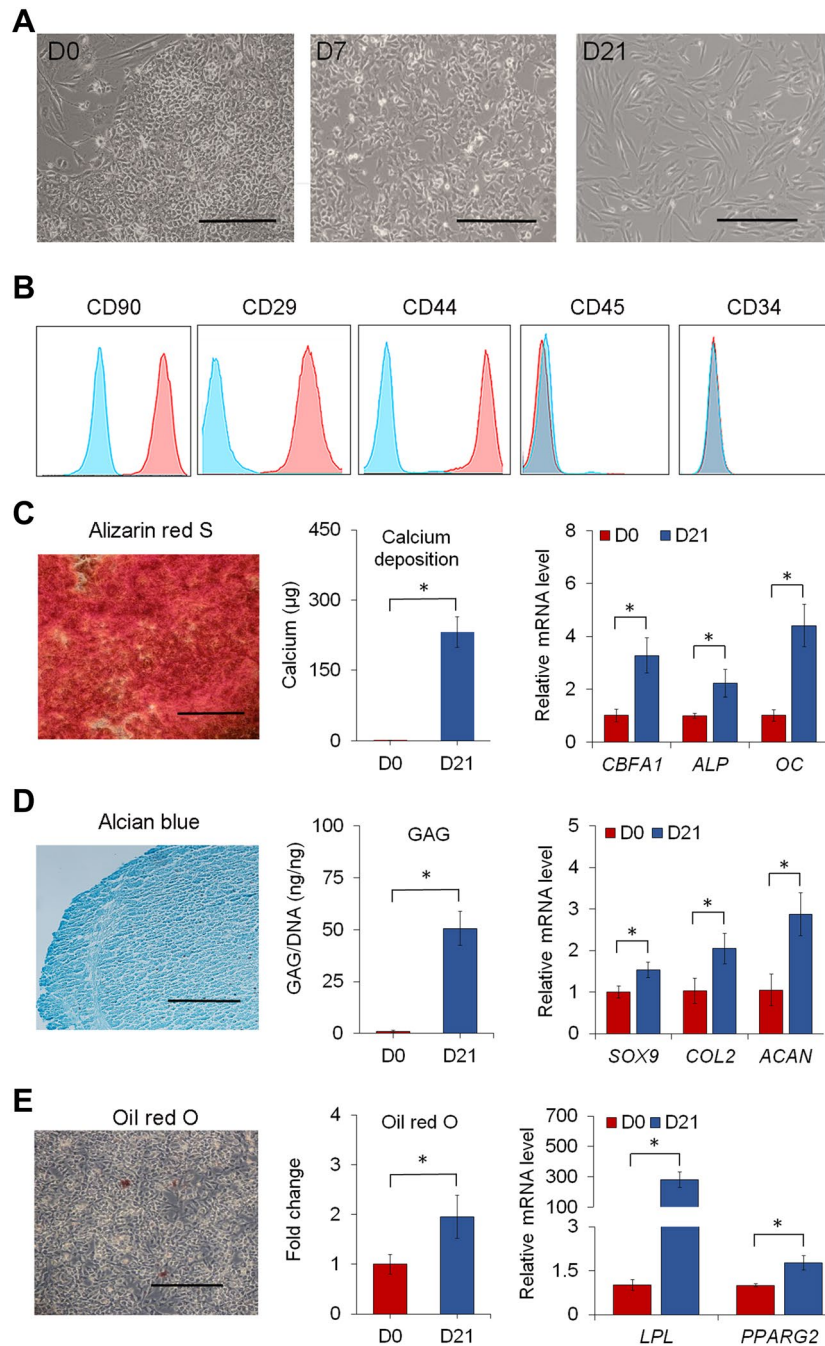 A
D0 D7 D21
B
CD90 CD29 CD44 CD45 CD34
C
Alizarin red S
Calcium (µg)
450
300
150
0
Calcium
deposition
*
D0 D21
Relative mRNA level
8
6
4
2
0
D0 D21
* * *
CBFA1 ALP OC
D
Alcian blue
GAG/DNA (ng/ng)
100
75
50
25
0
GAG
*
D0 D21
Relative mRNA level
5
4
3
2
1
0
D0 D21
* * *
SOX9 COL2 ACAN
E
Oil red O
Fold change
4
3
2
1
0
Oil red O
*
D0 D21
Relative mRNA level
700
500
300
100
3
1.5
0
D0 D21
* *
LPL PPARG2